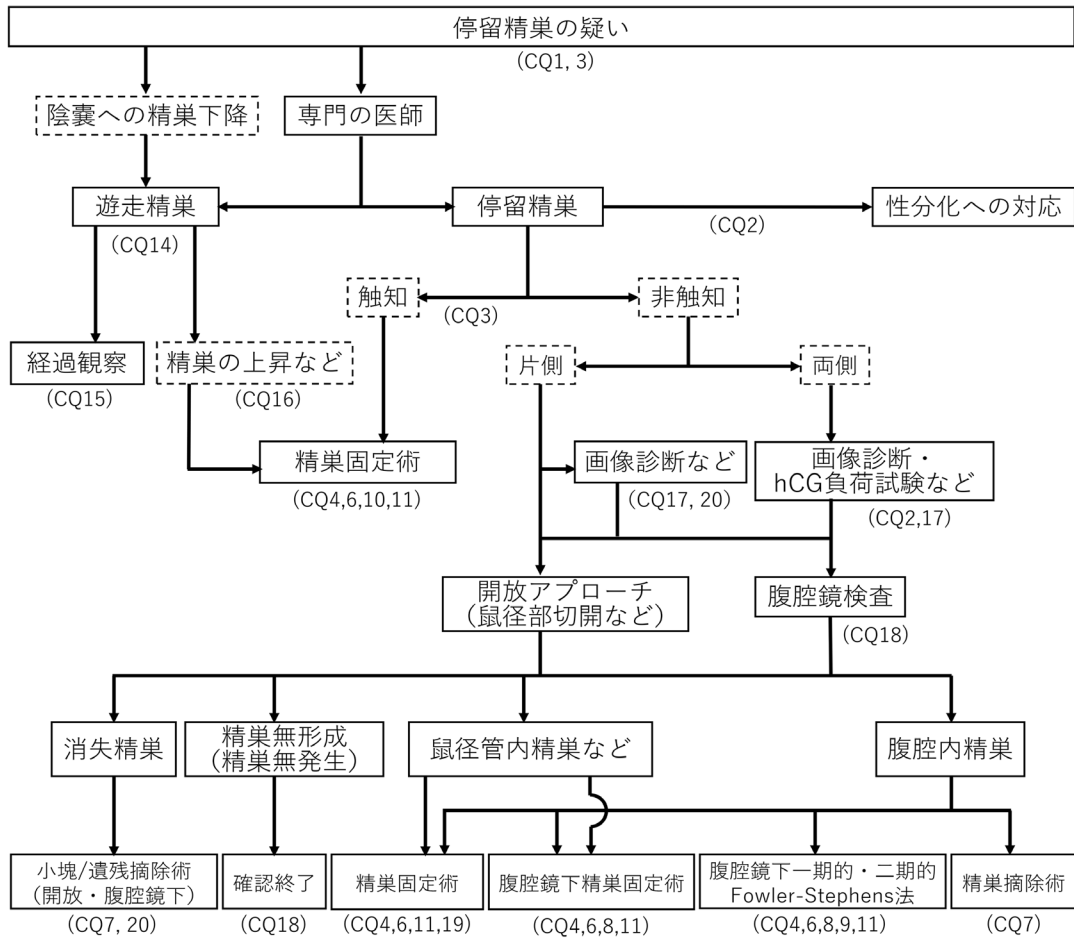 停留精巣の疑い
(CQ1, 3)
陰嚢への精巣下降
専門の医師
遊走精巣
停留精巣
性分化への対応
(CQ14)
(CQ2)
触知
非触知
(CQ3)
経過観察
精巣の上昇など
片側
両側
(CQ15)
(CQ16)
精巣固定術
画像診断など
画像診断・
hCG負荷試験など
(CQ4,6,10,11)
(CQ17, 20)
(CQ2,17)
開放アプローチ
(鼠径部切開など)
腹腔鏡検査
(CQ18)
消失精巣
精巣無形成
(精巣無発生)
鼠径管内精巣など
腹腔内精巣
小塊/遺残摘除術
(開放・腹腔鏡下)
確認終了
精巣固定術
腹腔鏡下精巣固定術
腹腔鏡下一期的・二期的
Fowler-Stephens法
精巣摘除術
(CQ7, 20)
(CQ18)
(CQ4,6,11,19)
(CQ4,6,8,11)
(CQ4,6,8,9,11)
(CQ7)